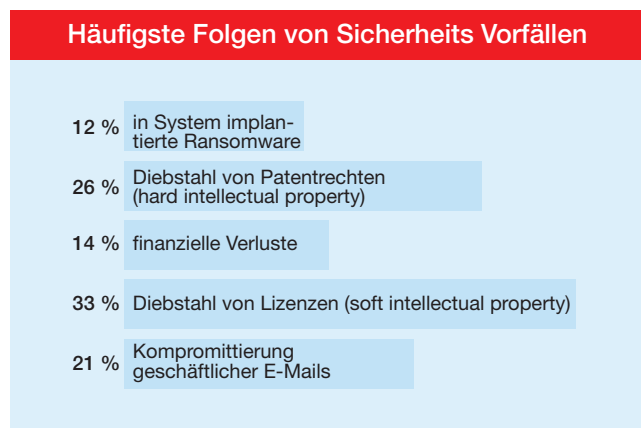 Häufigste Folgen von Sicherheits Vorfällen
12 % in System implan-
tierte Ransomware
26 % Diebstahl von Patentrechten
(hard intellectual property)
14 % finanzielle Verluste
33 % Diebstahl von Lizenzen (soft intellectual property)
21 % Kompromittierung
geschäftlicher E-Mails